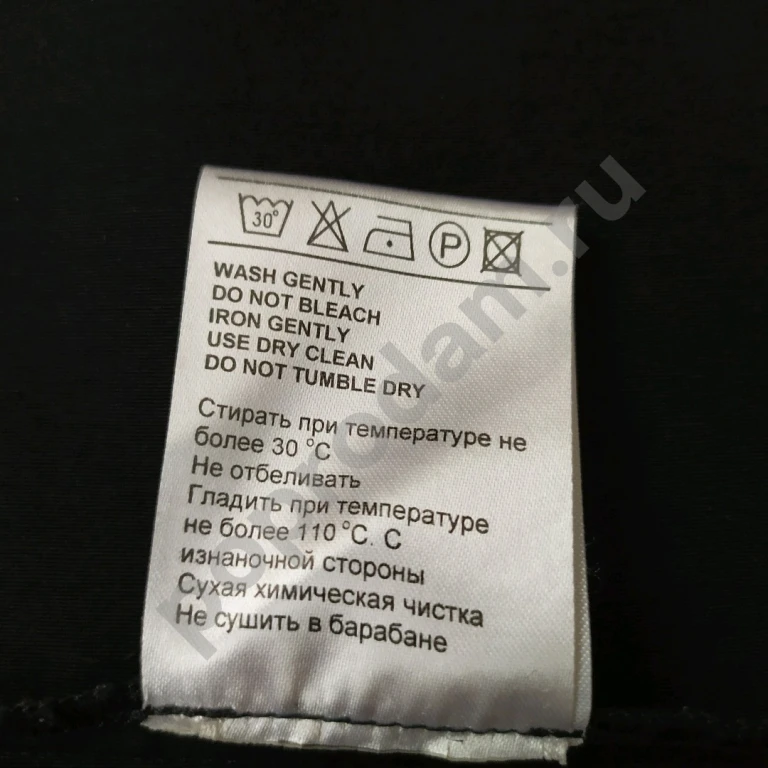 30°
P
WASH GENTLY
DO NOT BLEACH
IRON GENTLY
USE DRY CLEAN
DO NOT TUMBLE DRY
Стирать при температуре не
более 30 °C
Не отбеливать
Гладить при температуре
не более 110 °C. С
изнаночной стороны
Сухая химическая чистка
Не сушить в барабане